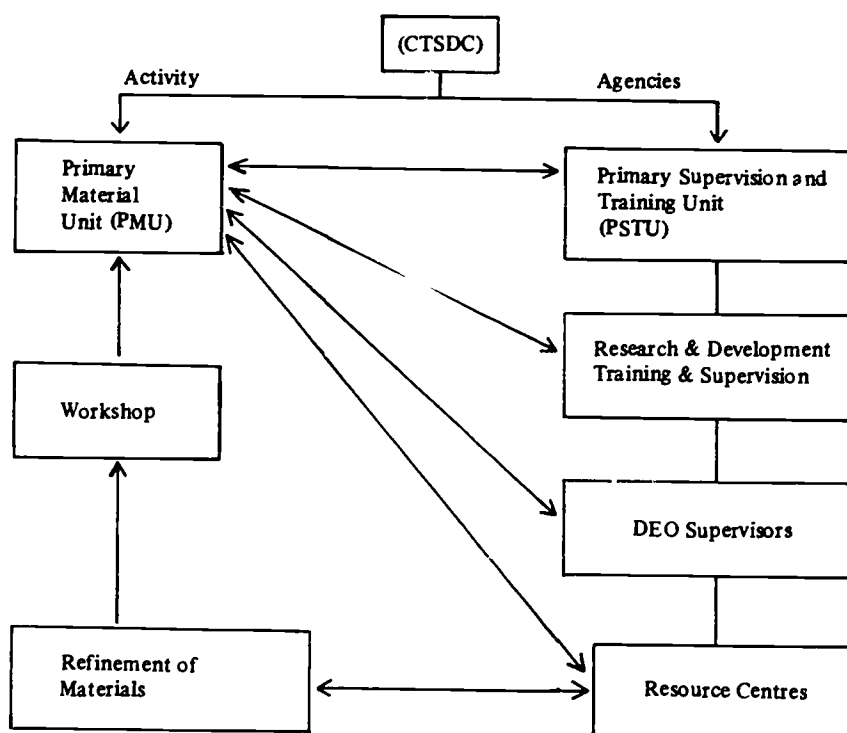 (CTSDC)
Activity
Agencies
Primary
Material
Unit (PMU)
Primary Supervision and
Training Unit
(PSTU)
Research & Development
Training & Supervision
Workshop
DEO Supervisors
Refinement of
Materials
Resource Centres